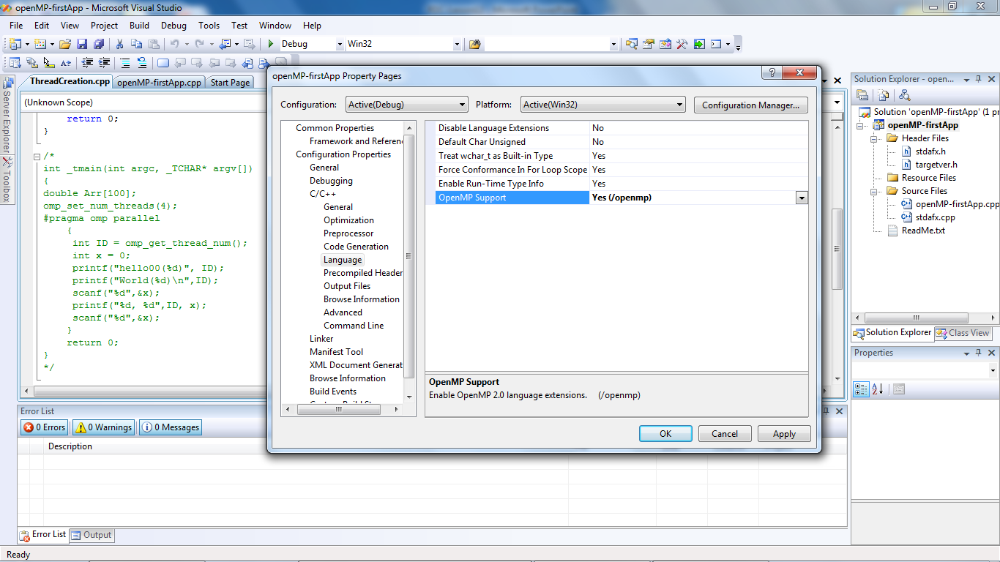 openMP-firstApp - Microsoft Visual Studio
File Edit View Project Build Debug Tools Test Window Help
Debug Win32
ThreadCreation.cpp openMP-firstApp.cpp Start Page
(Unknown Scope)
Server Explorer
Toolbox
return 0;
}
/*
int _tmain(int argc, _TCHAR* argv[])
{
double Arr[100];
omp_set_num_threads(4);
#pragma omp parallel
{
int ID = omp_get_thread_num();
int x = 0;
printf("hello00(%d)", ID);
printf("World(%d)\n",ID);
scanf("%d",&x);
printf("%d, %d",ID, x);
scanf("%d",&x);
}
return 0;
}
*/
openMP-firstApp Property Pages
Configuration: Active(Debug) Platform: Active(Win32) Configuration Manager...
Common Properties
Framework and Referen
Configuration Properties
General
Debugging
C/C++
General
Optimization
Preprocessor
Code Generation
Language
Precompiled Header
Output Files
Browse Information
Advanced
Command Line
Linker
Manifest Tool
XML Document Generat
Browse Information
Build Events
Disable Language Extensions No
Default Char Unsigned No
Treat wchar_t as Built-in Type Yes
Force Conformance In For Loop Scope Yes
Enable Run-Time Type Info Yes
OpenMP Support Yes (/openmp)
OpenMP Support
Enable OpenMP 2.0 language extensions. (/openmp)
OK Cancel Apply
Solution Explorer - open...
Solution 'openMP-firstApp' (1 pr
openMP-firstApp
Header Files
stdafx.h
targetver.h
Resource Files
Source Files
openMP-firstApp.cpp
stdafx.cpp
ReadMe.txt
Solution Explorer Class View
Properties
Error List
0 Errors 0 Warnings 0 Messages
Description
Error List Output
Ready